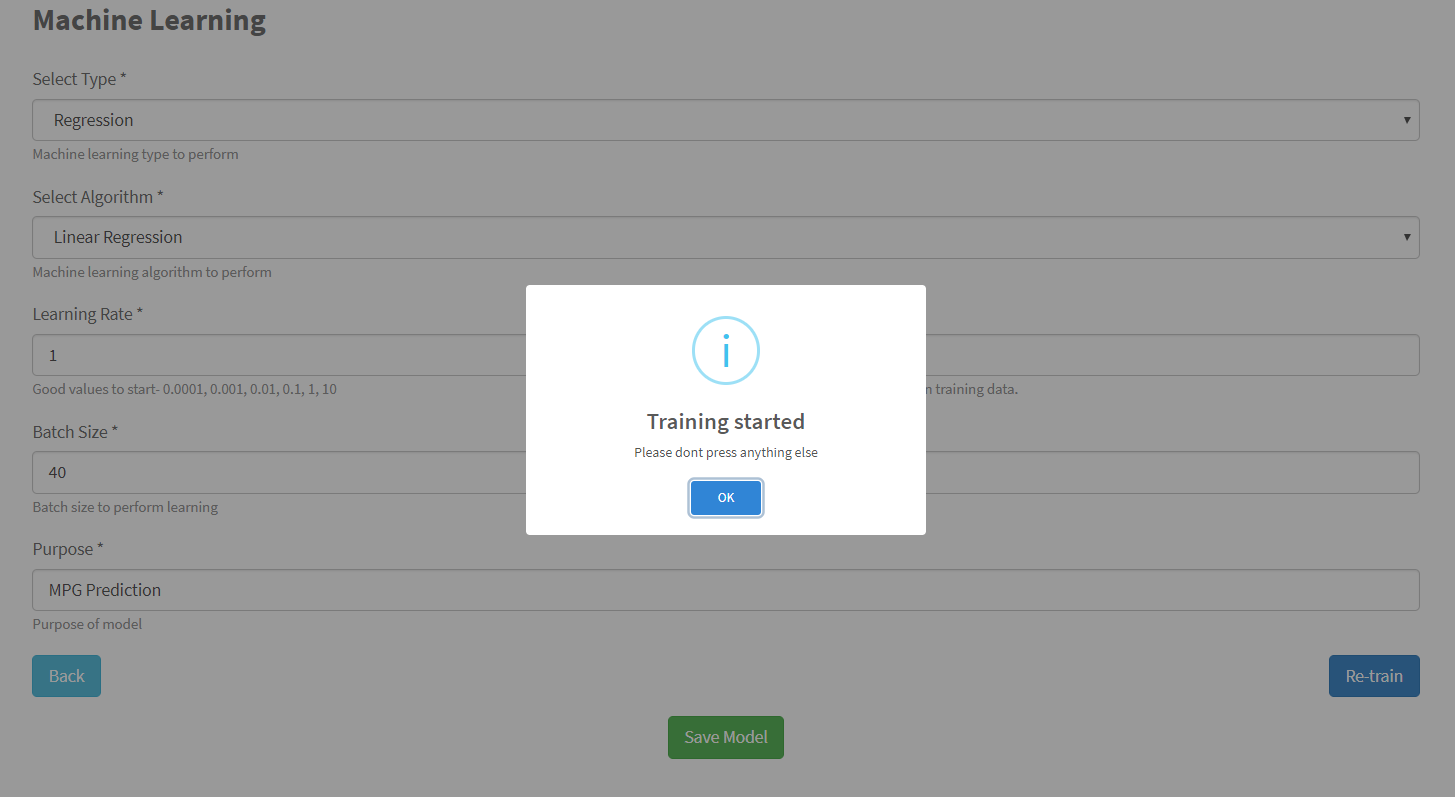 Machine Learning
Select Type *
Regression
Machine learning type to perform
Select Algorithm *
Linear Regression
Machine learning algorithm to perform
Learning Rate *
1
Good values to start- 0.0001, 0.001, 0.01, 0.1, 1, 10
training data.
Batch Size *
40
Batch size to perform learning
Purpose *
MPG Prediction
Purpose of model
Back
Re-train
Save Model
i
Training started
Please dont press anything else
OK